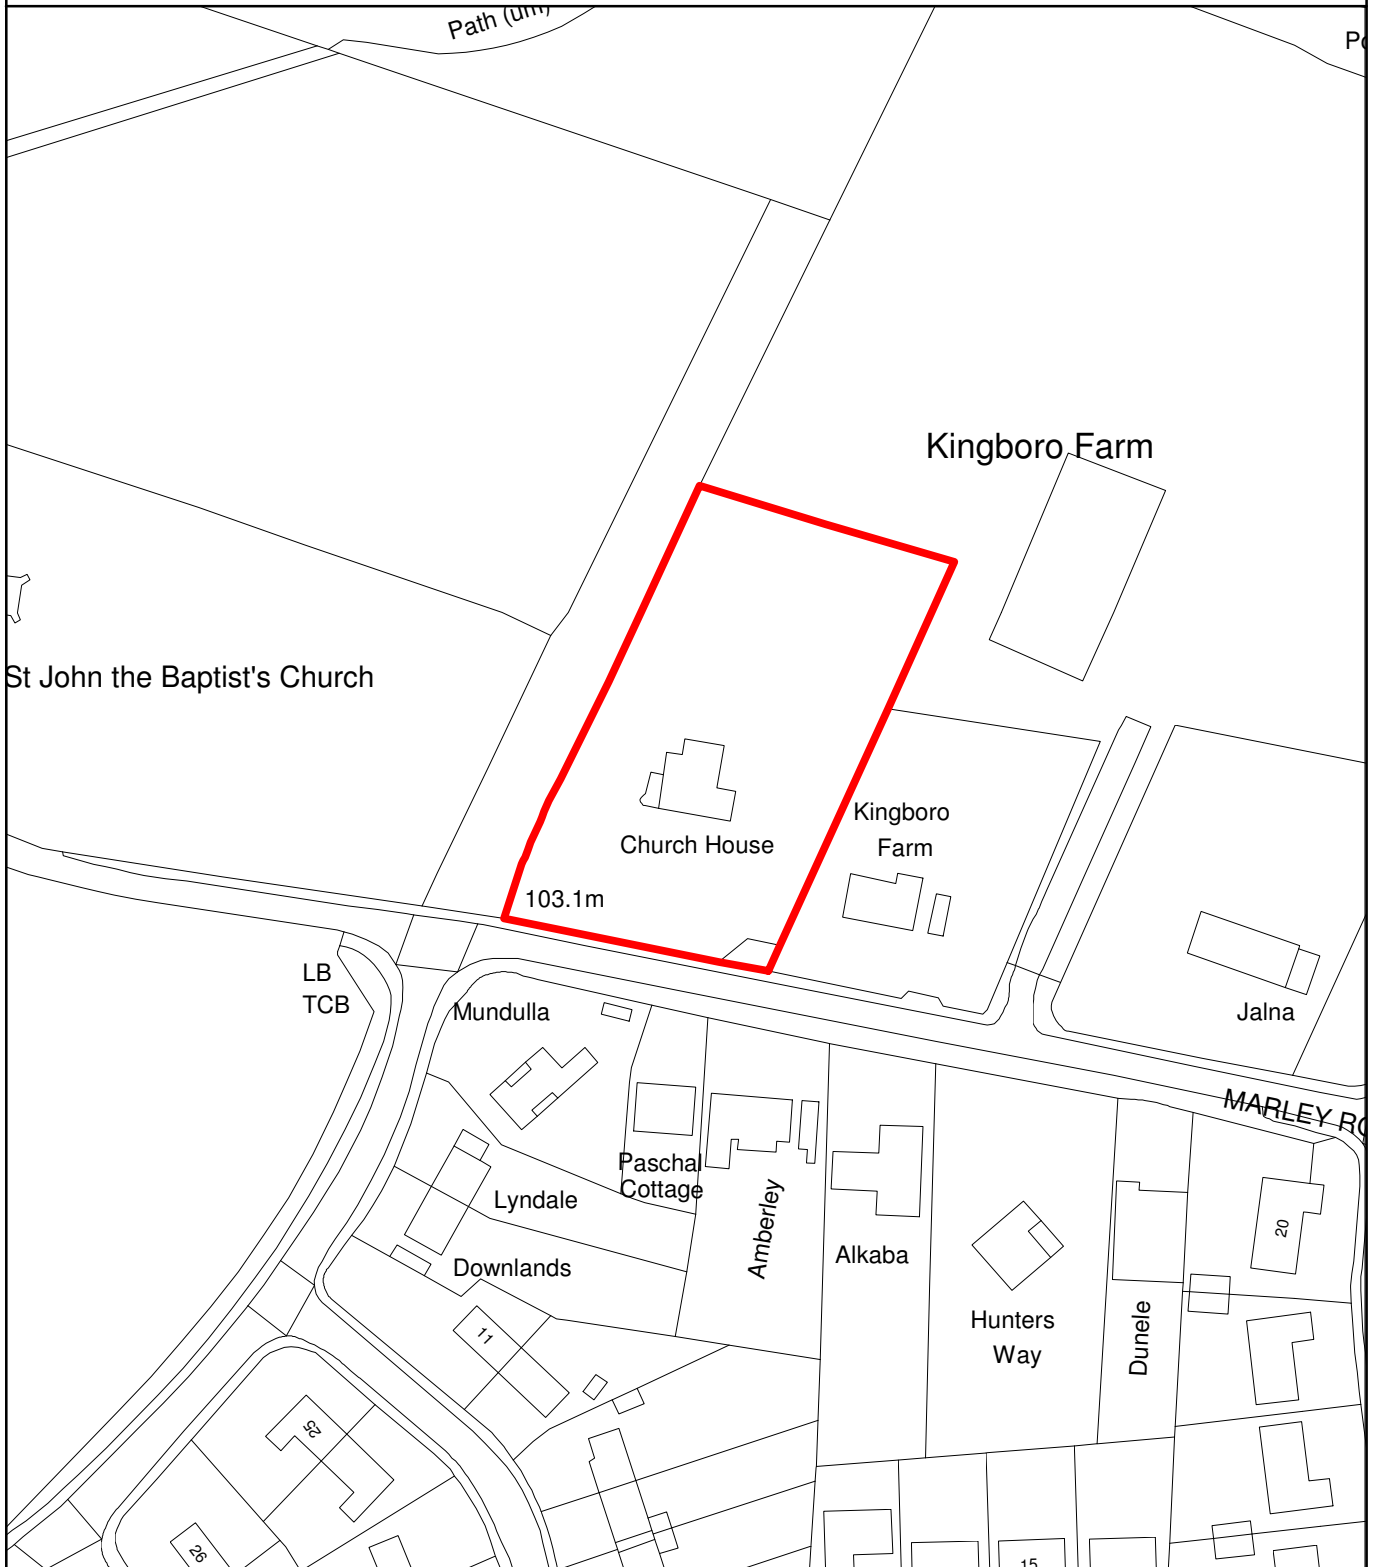 Path (um)
Kingboro Farm
St John the Baptist's Church
Kingboro
Farm
Church House
103.1m
LB
TCB
Mundulla
Jalna
MARLEY
Paschal
Cottage
Lyndale
Amberley
Alkaba
20
Downlands
Hunters
Way
Dunele
11
25
26
15